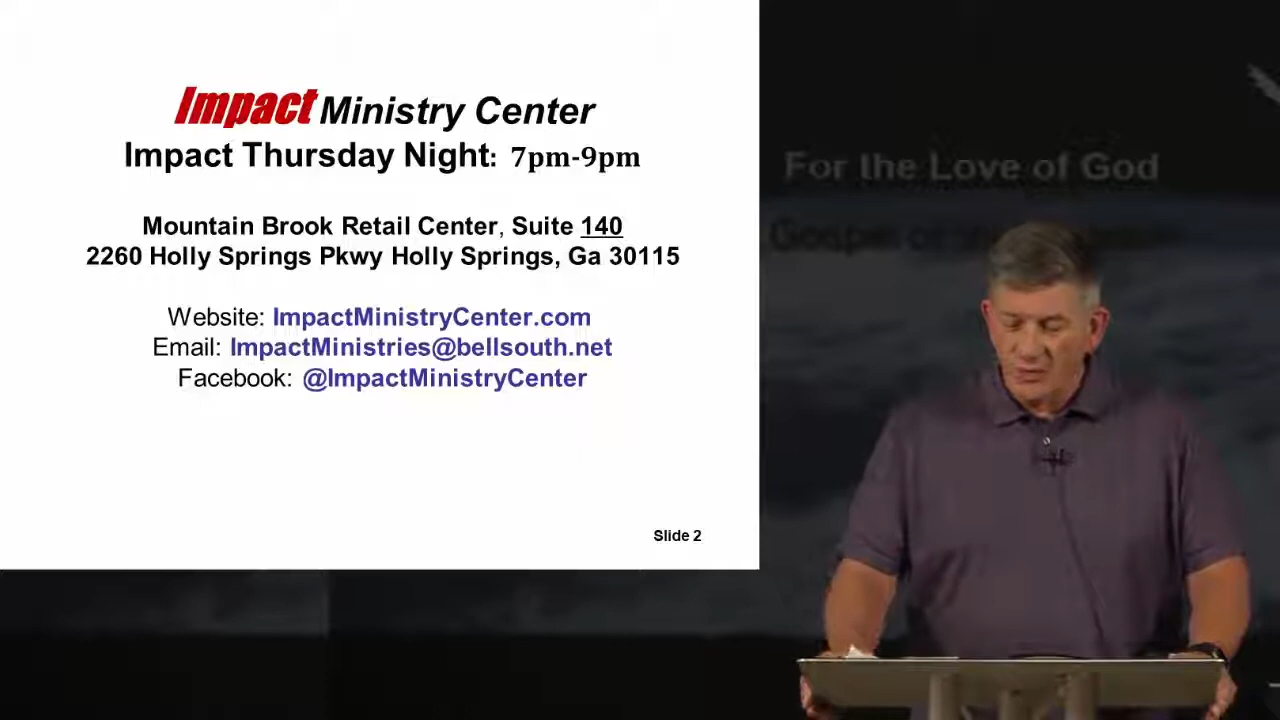 Impact Ministry Center
Impact Thursday Night: 7pm-9pm
Mountain Brook Retail Center, Suite 140
2260 Holly Springs Pkwy Holly Springs, Ga 30115
Website: ImpactMinistryCenter.com
Email: ImpactMinistries@bellsouth.net
Facebook: @ImpactMinistryCenter
Slide 2
For the Love of God
Gospel of